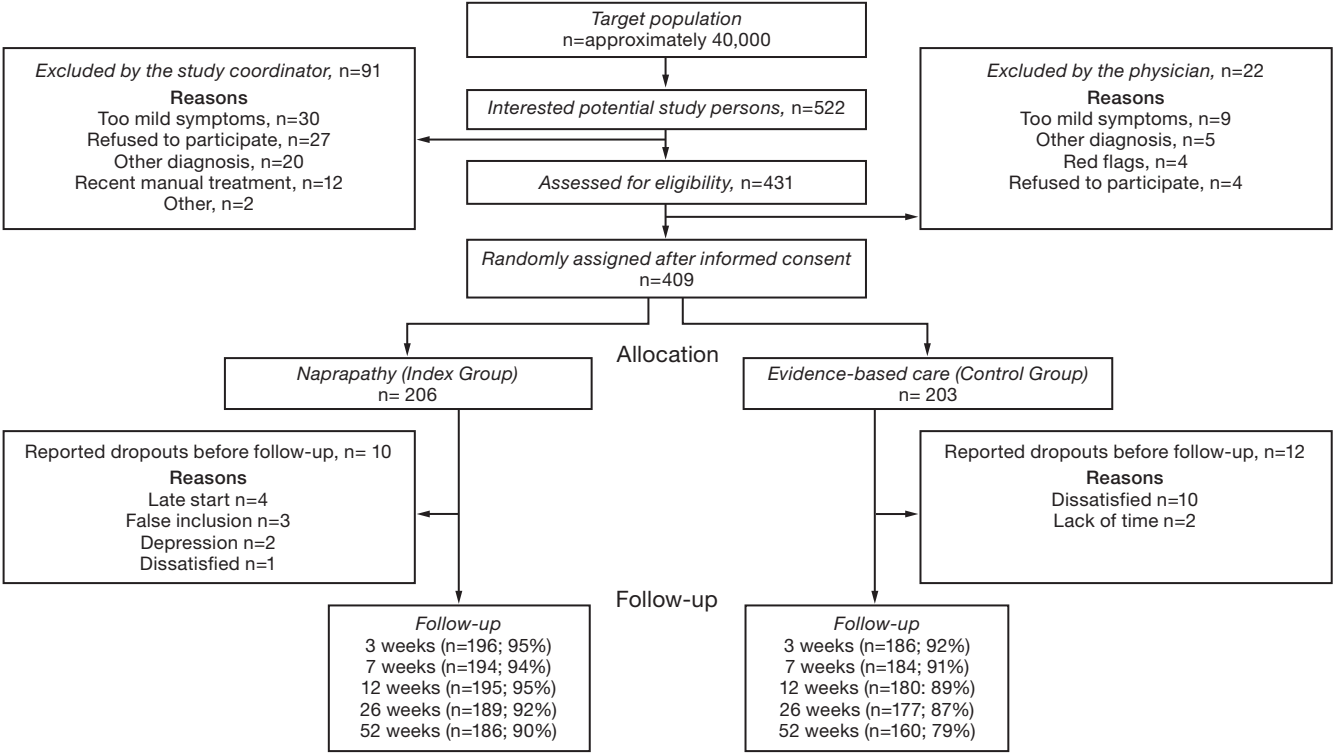 Target population
n=approximately 40,000
Excluded by the study coordinator, n=91
Reasons
Too mild symptoms, n=30
Refused to participate, n=27
Other diagnosis, n=20
Recent manual treatment, n=12
Other, n=2
Interested potential study persons, n=522
Excluded by the physician, n=22
Reasons
Too mild symptoms, n=9
Other diagnosis, n=5
Red flags, n=4
Refused to participate, n=4
Assessed for eligibility, n=431
Randomly assigned after informed consent
n=409
Allocation
Naprapathy (Index Group)
n= 206
Evidence-based care (Control Group)
n= 203
Reported dropouts before follow-up, n= 10
Reasons
Late start n=4
False inclusion n=3
Depression n=2
Dissatisfied n=1
Reported dropouts before follow-up, n=12
Reasons
Dissatisfied n=10
Lack of time n=2
Follow-up
Follow-up
3 weeks (n=196; 95%)
7 weeks (n=194; 94%)
12 weeks (n=195; 95%)
26 weeks (n=189; 92%)
52 weeks (n=186; 90%)
Follow-up
3 weeks (n=186; 92%)
7 weeks (n=184; 91%)
12 weeks (n=180: 89%)
26 weeks (n=177; 87%)
52 weeks (n=160; 79%)